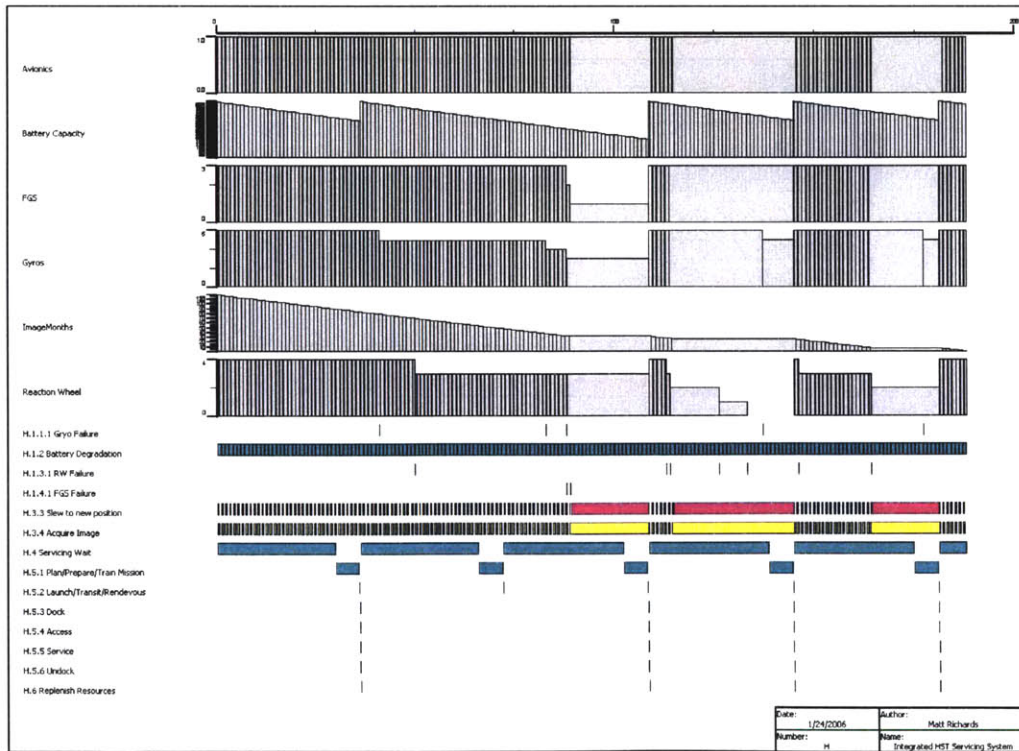 0 100 200
1.0
Avionics
0.0
Battery Capacity
3
FGS
0
Gyros
0
ImageMonths
Reaction Wheel
0
H.1.1.1 Gryo Failure
H.1.2 Battery Degradation
H.1.3.1 RW Failure
H.1.4.1 FGS Failure
H.3.3 Slew to new position
H.3.4 Acquire Image
H.4 Servicing Wait
H.5.1 Plan/Prepare/Train Mission
H.5.2 Launch/Transit/Rendevous
H.5.3 Dock
H.5.4 Access
H.5.5 Service
H.5.6 Undock
H.6 Replenish Resources
Date: Author:
1/24/2006 Matt Richards
Number: Name:
H Integrated HST Servicing System